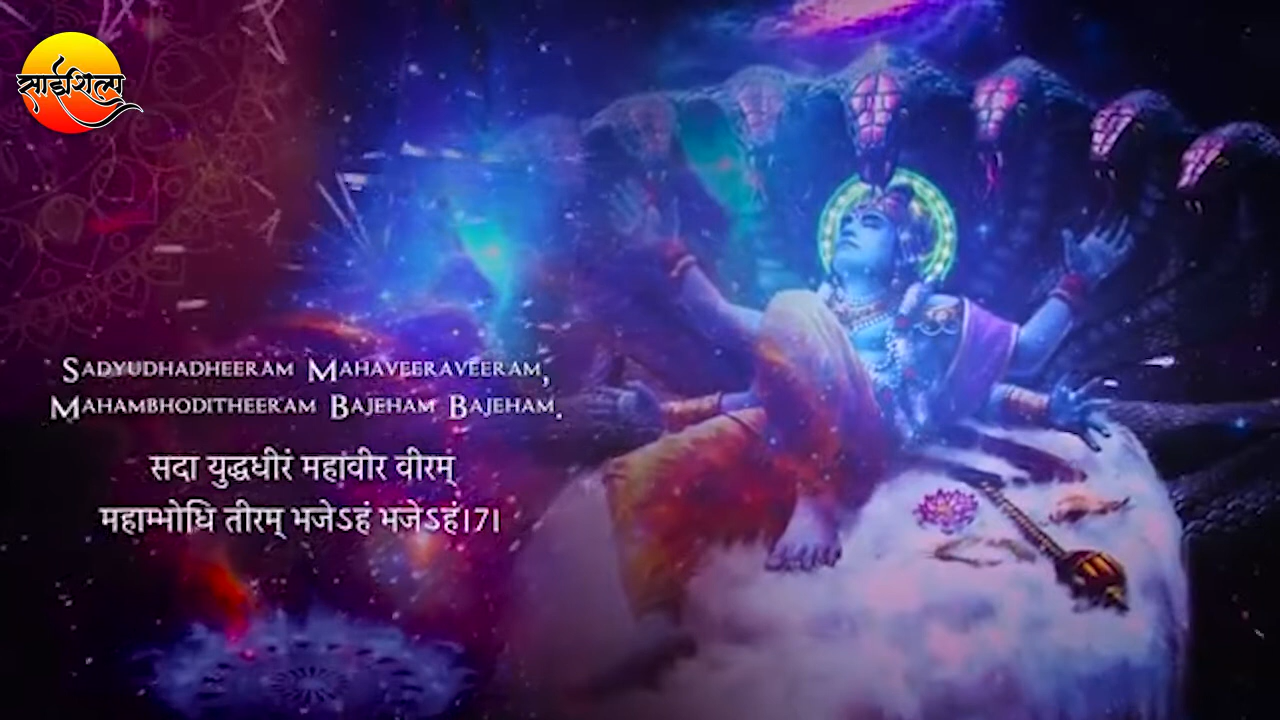 साईशिल्प
Sadyudhadheeram Mahaveeraveeram,
Mahambhoditheeram Bajeham Bajeham.
सदा युद्धधीरं महावीर वीरम्
महाम्भोधि तीरम् भजेऽहं भजेऽहं।7।